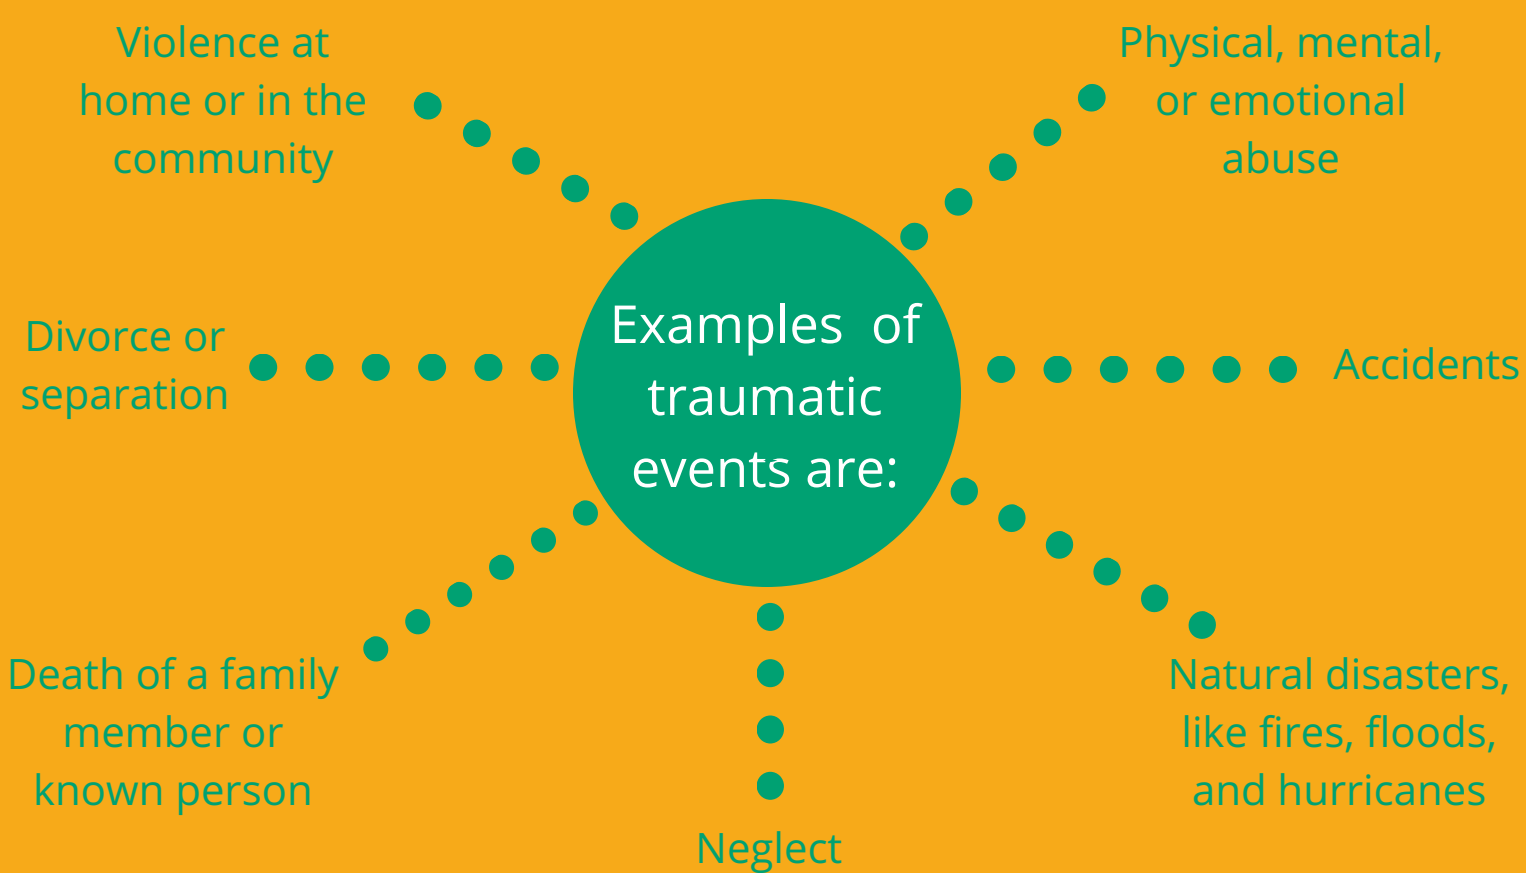 Violence at
home or in the
community
Physical, mental,
or emotional
abuse
Examples of
traumatic
events are:
Divorce or
separation
Accidents
Death of a family
member or
known person
Natural disasters,
like fires, floods,
and hurricanes
Neglect